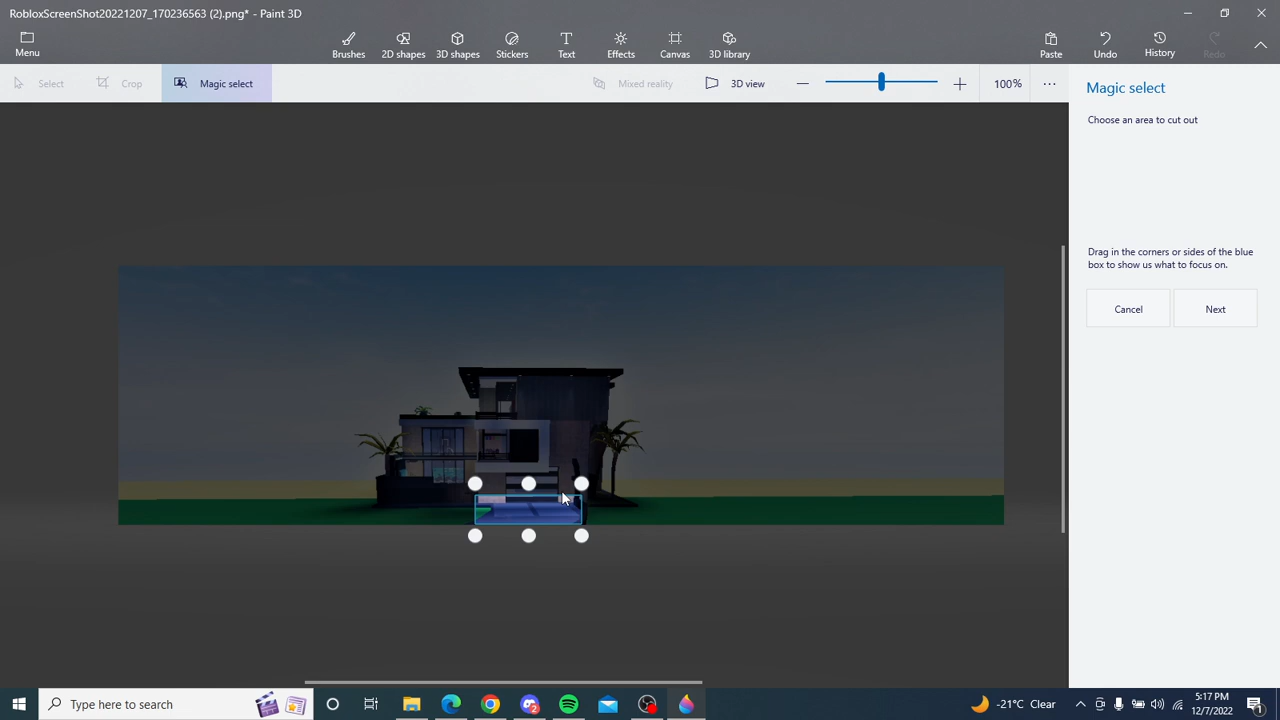 RobloxScreenShot20221207_170236563 (2).png* - Paint 3D
Menu
Brushes
2D shapes
3D shapes
Stickers
Text
Effects
Canvas
3D library
Paste
Undo
History
Redo
Select
Crop
Magic select
Mixed reality
3D view
100%
Magic select
Choose an area to cut out
Drag in the corners or sides of the blue
box to show us what to focus on.
Cancel
Next
Type here to search
2
-21°C Clear
5:17 PM
12/7/2022
1